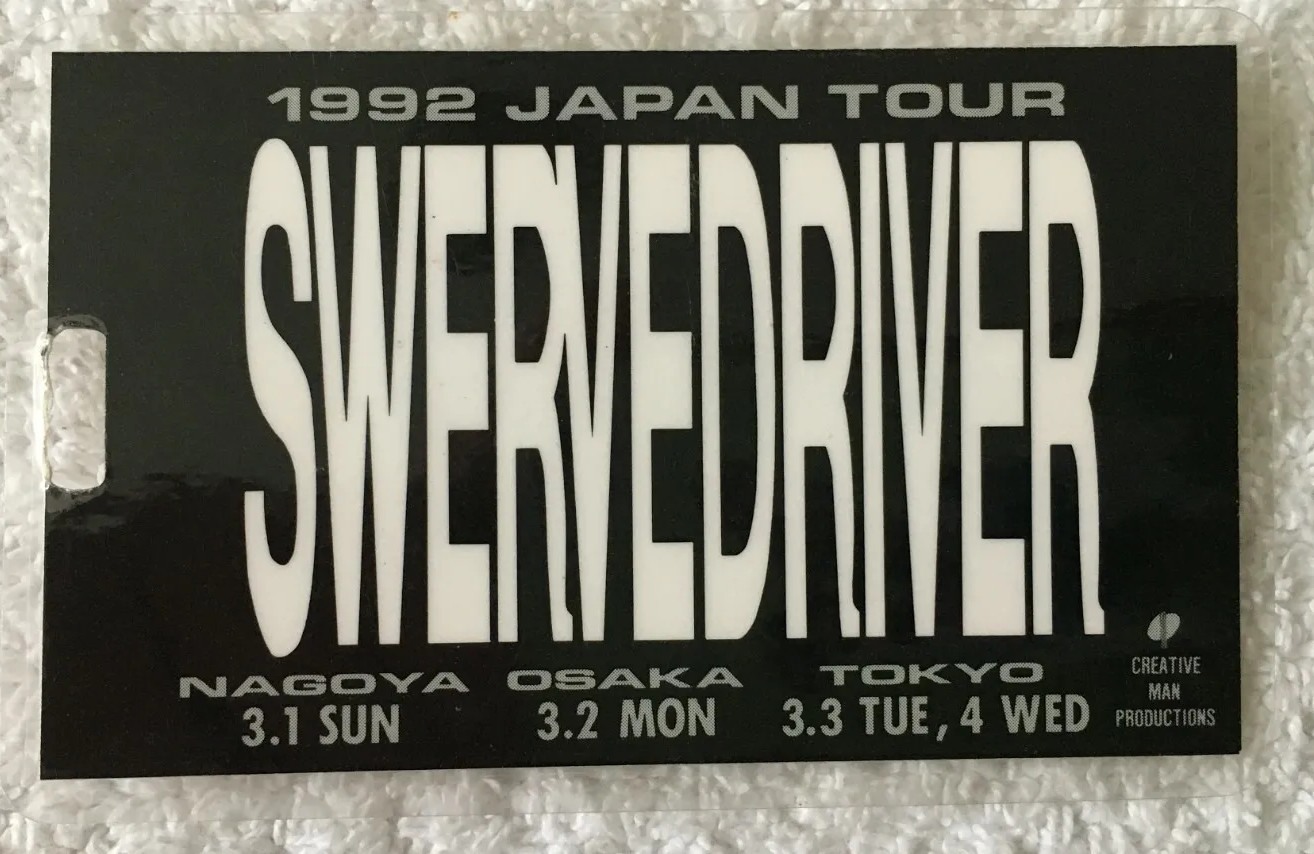 1992 JAPAN TOUR
SWERVEDRIVER
NAGOYA OSAKA TOKYO
3.1 SUN 3.2 MON 3.3 TUE, 4 WED
CREATIVE
MAN
PRODUCTIONS